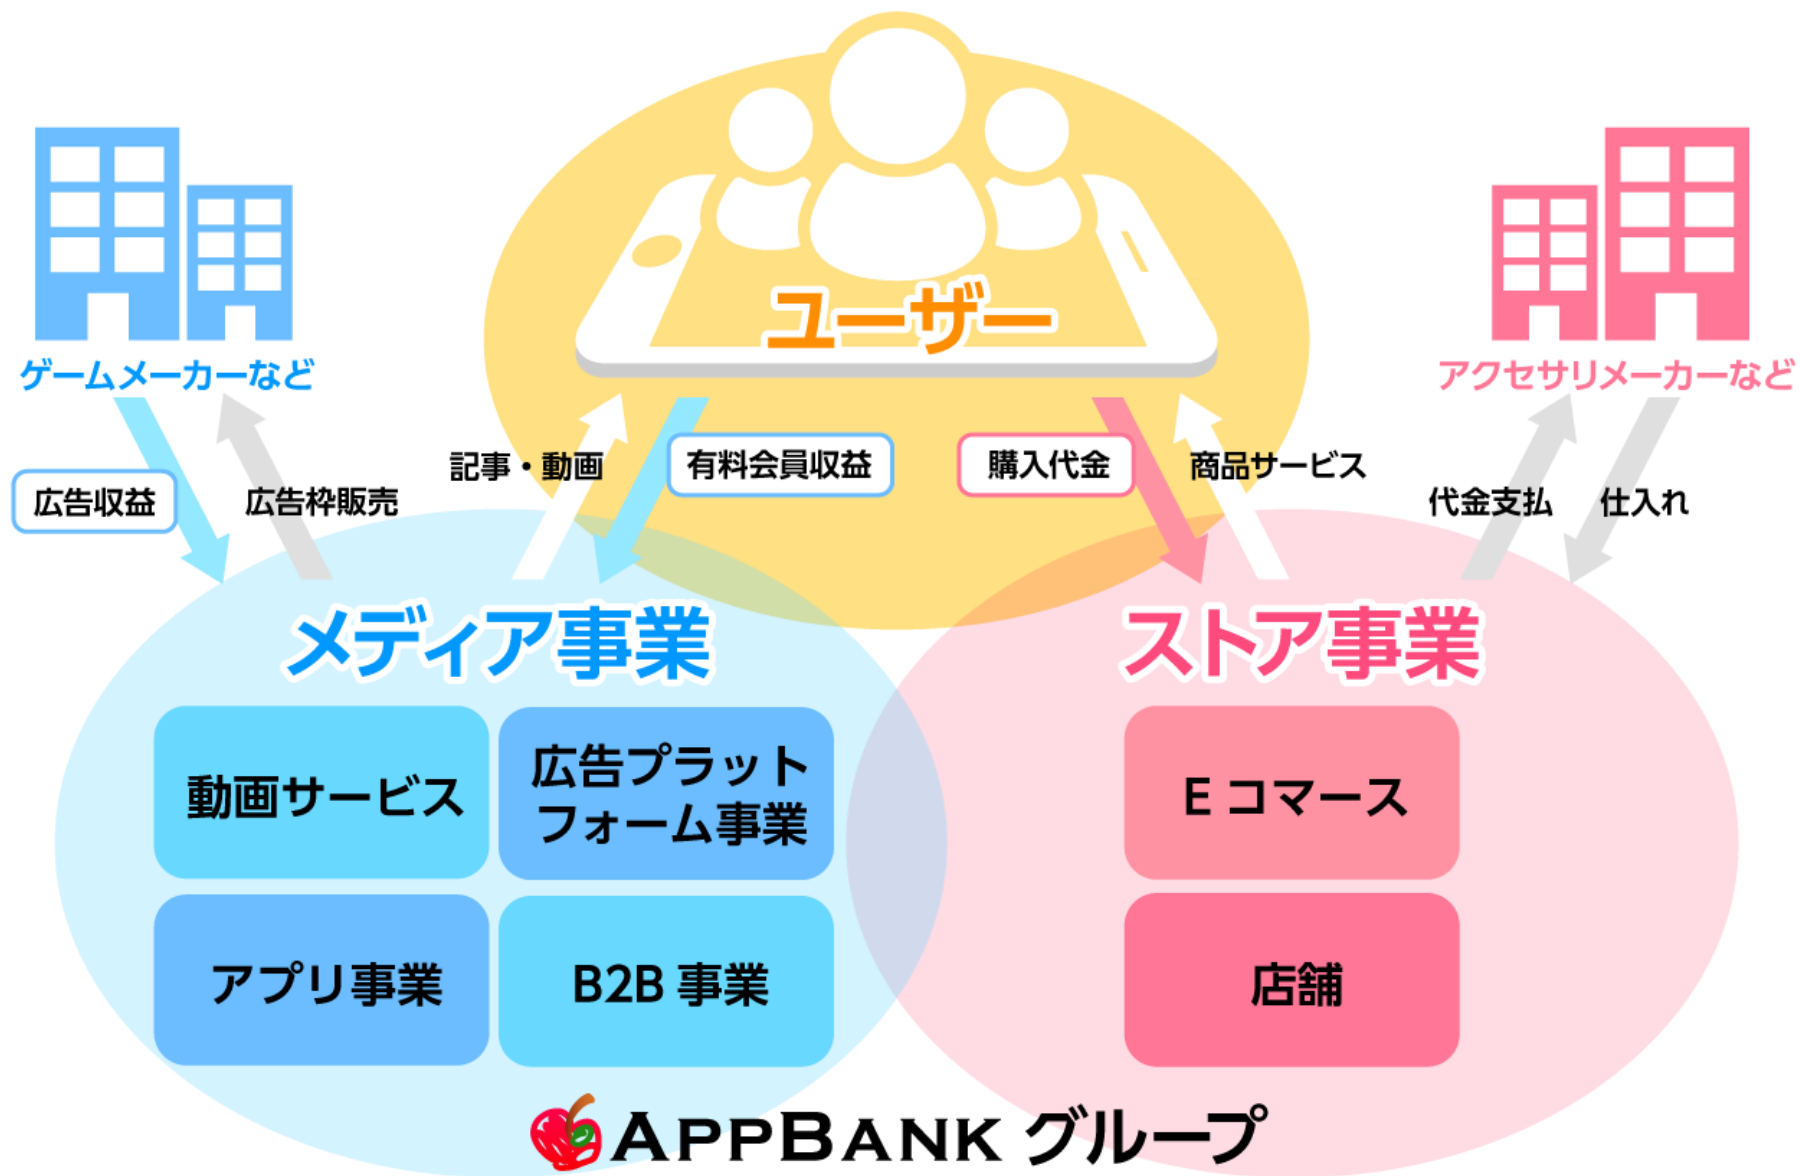 ユーザー
ゲームメーカーなど
アクセサリメーカーなど
広告収益
広告枠販売
記事・動画
有料会員収益
購入代金
商品サービス
代金支払
仕入れ
メディア事業
ストア事業
動画サービス
広告プラット
フォーム事業
アプリ事業
B2B 事業
E コマース
店舗
APPBANK グループ